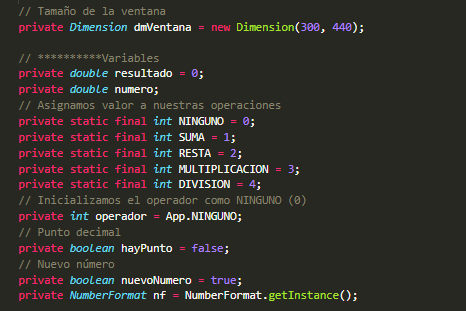 // Tamaño de la ventana
private Dimension dmVentana = new Dimension(300, 440);
// **********Variables
private double resultado = 0;
private double numero;
// Asignamos valor a nuestras operaciones
private static final int NINGUNO = 0;
private static final int SUMA = 1;
private static final int RESTA = 2;
private static final int MULTIPLICACION = 3;
private static final int DIVISION = 4;
// Inicializamos el operador como NINGUNO (0)
private int operador = App.NINGUNO;
// Punto decimal
private boolean hayPunto = false;
// Nuevo número
private boolean nuevoNumero = true;
private NumberFormat nf = NumberFormat.getInstance();